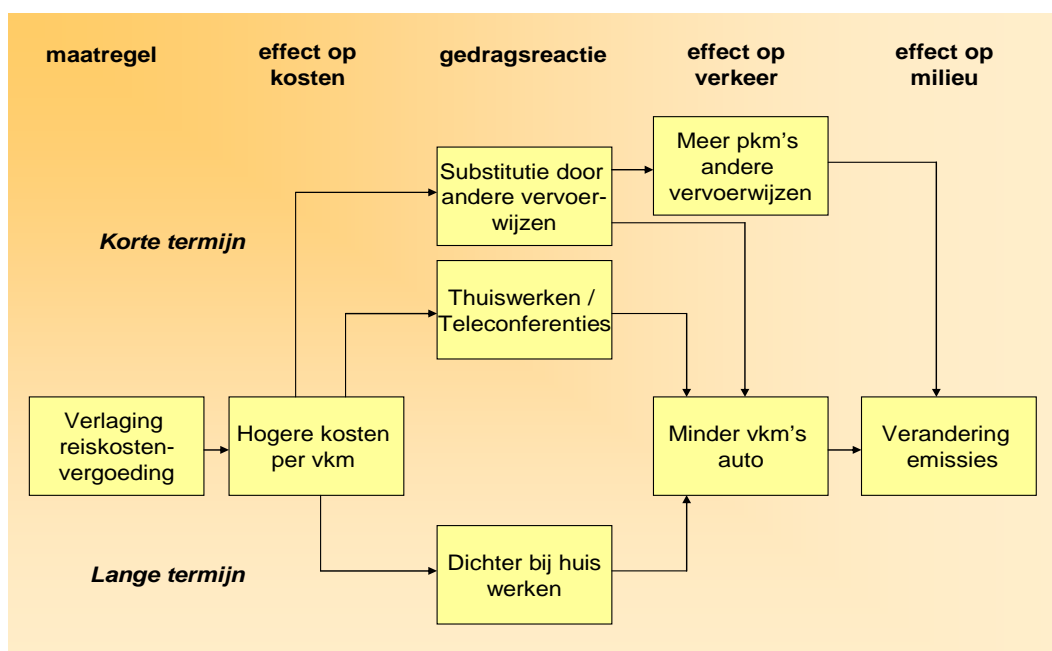 maatregel
effect op
kosten
gedragsreactie
effect op
verkeer
effect op
milieu
Korte termijn
Substitutie door
andere vervoer-
wijzen
Meer pkm's
andere
vervoerwijzen
Thuiswerken /
Teleconferenties
Verlaging
reiskosten-
vergoeding
Hogere kosten
per vkm
Minder vkm's
auto
Verandering
emissies
Lange termijn
Dichter bij huis
werken